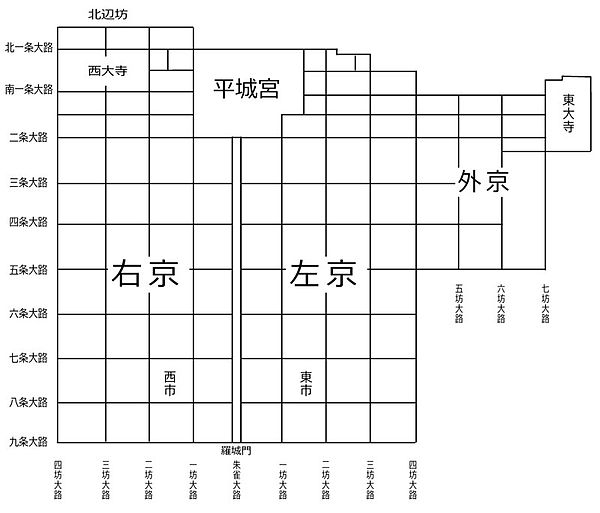 北辺坊
北一条大路
西大寺
南一条大路
平城宮
東大寺
二条大路
三条大路
外京
四条大路
五条大路
右京
左京
五坊大路
六坊大路
七坊大路
六条大路
七条大路
西市
東市
八条大路
九条大路
羅城門
四坊大路
三坊大路
二坊大路
一坊大路
朱雀大路
一坊大路
二坊大路
三坊大路
四坊大路